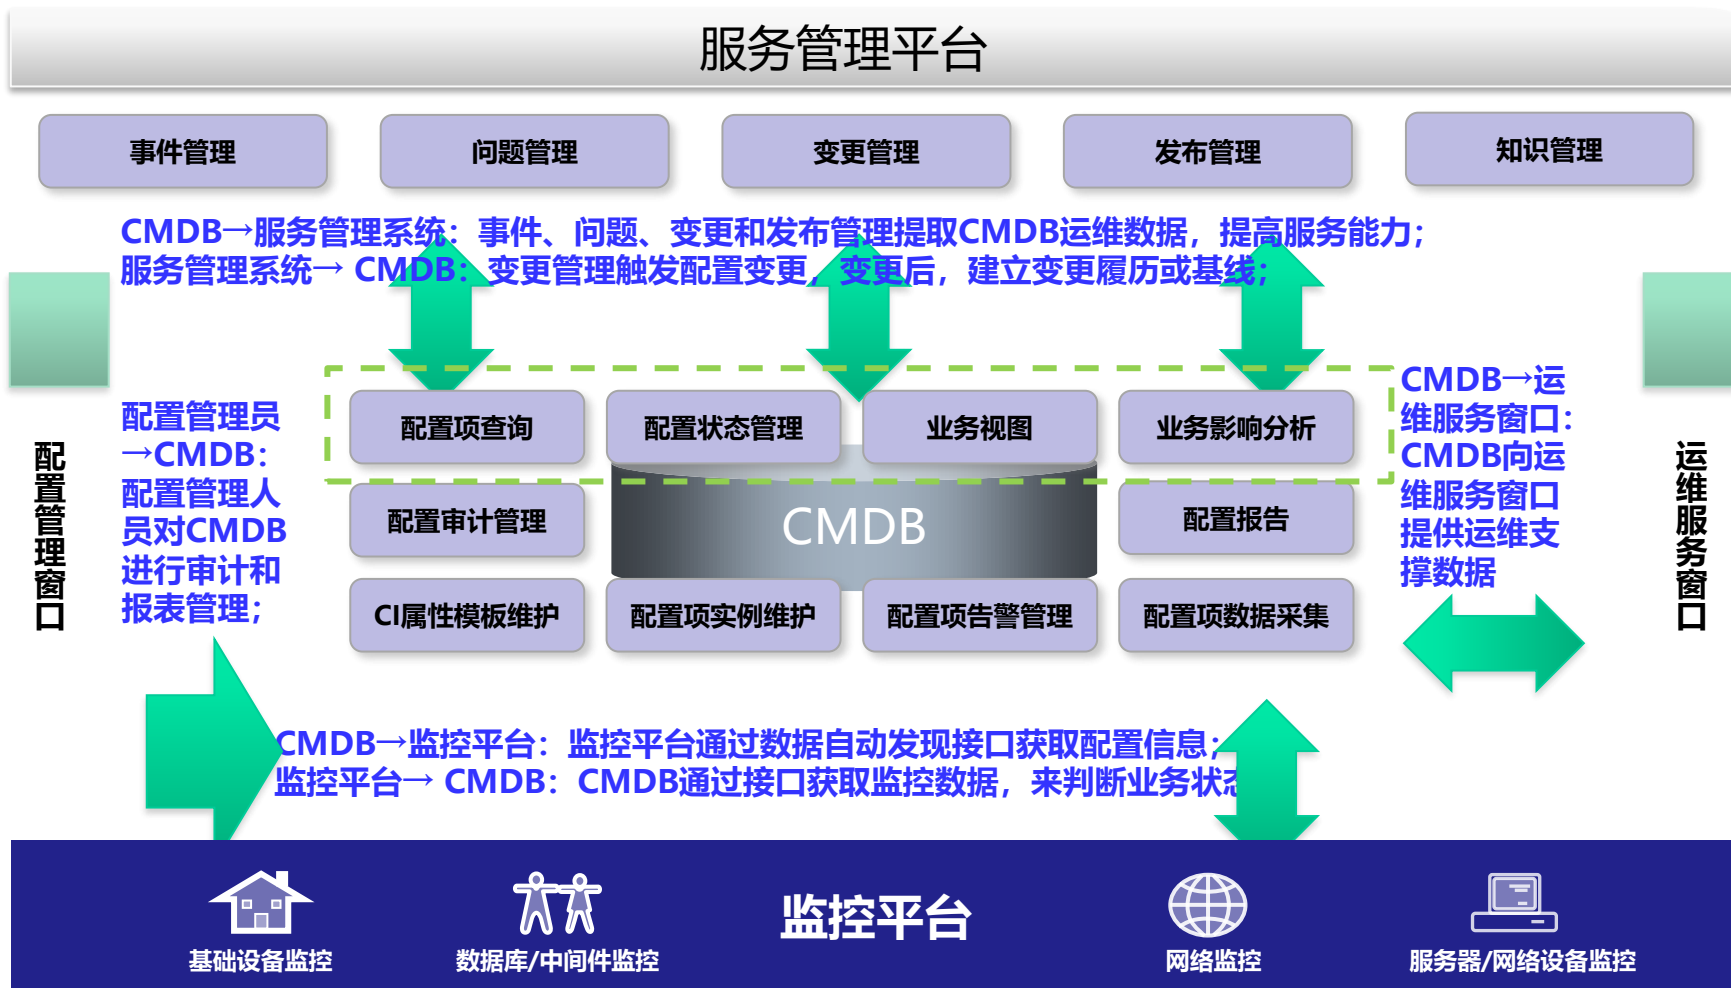 服务管理平台
事件管理
问题管理
变更管理
发布管理
知识管理
CMDB→服务管理系统：事件、问题、变更和发布管理提取CMDB运维数据，提高服务能力；
服务管理系统→ CMDB：变更管理触发配置变更，变更后，建立变更履历或基线；
配置管理窗口
配置管理员
→CMDB：
配置管理人
员对CMDB
进行审计和
报表管理；
配置项查询
配置状态管理
业务视图
业务影响分析
配置审计管理
CMDB
配置报告
CI属性模板维护
配置项实例维护
配置项告警管理
配置项数据采集
CMDB→运
维服务窗口：
CMDB向运
维服务窗口
提供运维支
撑数据
运维服务窗口
CMDB→监控平台：监控平台通过数据自动发现接口获取配置信息；
监控平台→ CMDB：CMDB通过接口获取监控数据，来判断业务状态
监控平台
基础设备监控
数据库/中间件监控
网络监控
服务器/网络设备监控